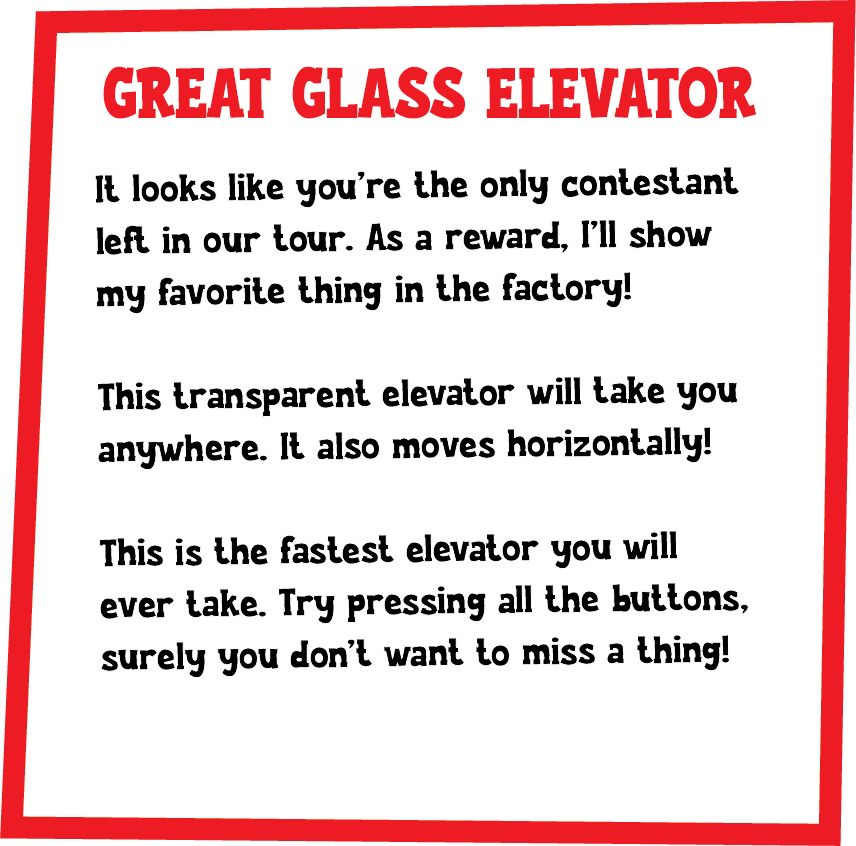 GREAT GLASS ELEVATOR
It looks like you're the only contestant
left in our tour. As a reward, I'll show
my favorite thing in the factory!
This transparent elevator will take you
anywhere. It also moves horizontally!
This is the fastest elevator you will
ever take. Try pressing all the buttons,
surely you don't want to miss a thing!